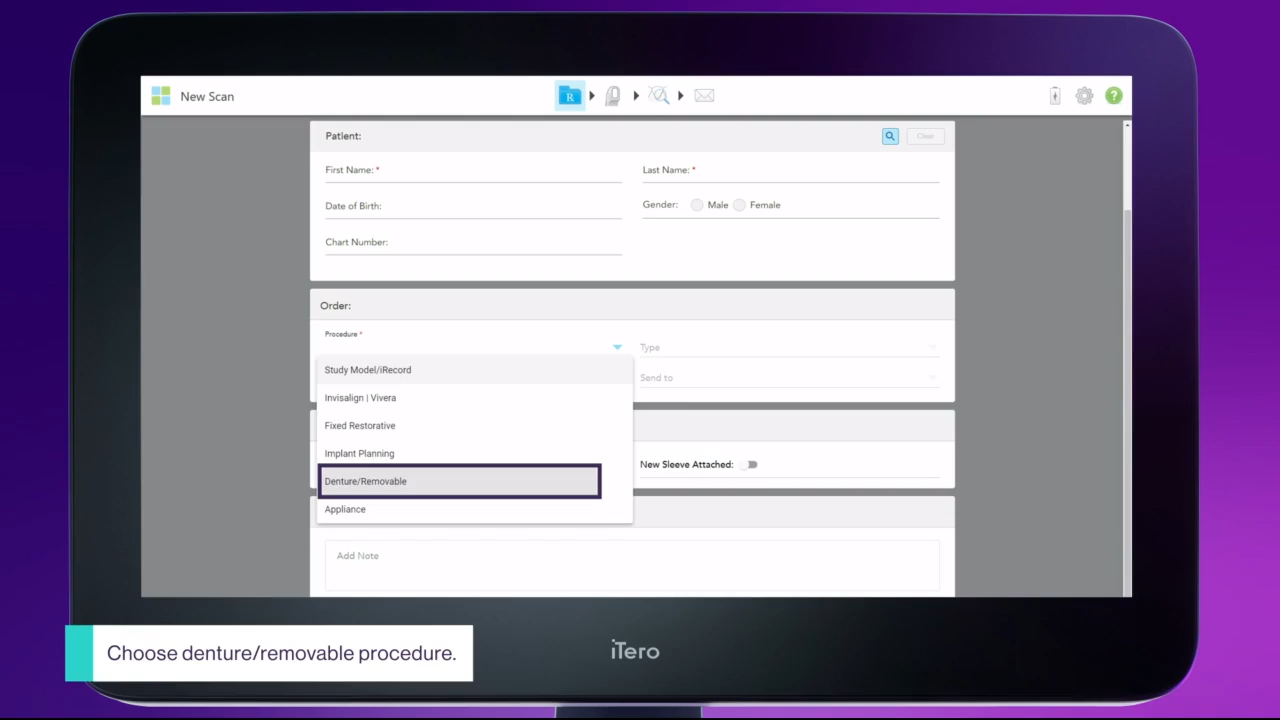 New Scan
R
?
Patient:
Clear
First Name: *
Last Name: *
Date of Birth:
Gender: Male Female
Chart Number:
Order:
Procedure *
Type
Study Model/iRecord
Send to
Invisalign | Vivera
Fixed Restorative
Implant Planning
New Sleeve Attached:
Denture/Removable
Appliance
Add Note
iTero
Choose denture/removable procedure.